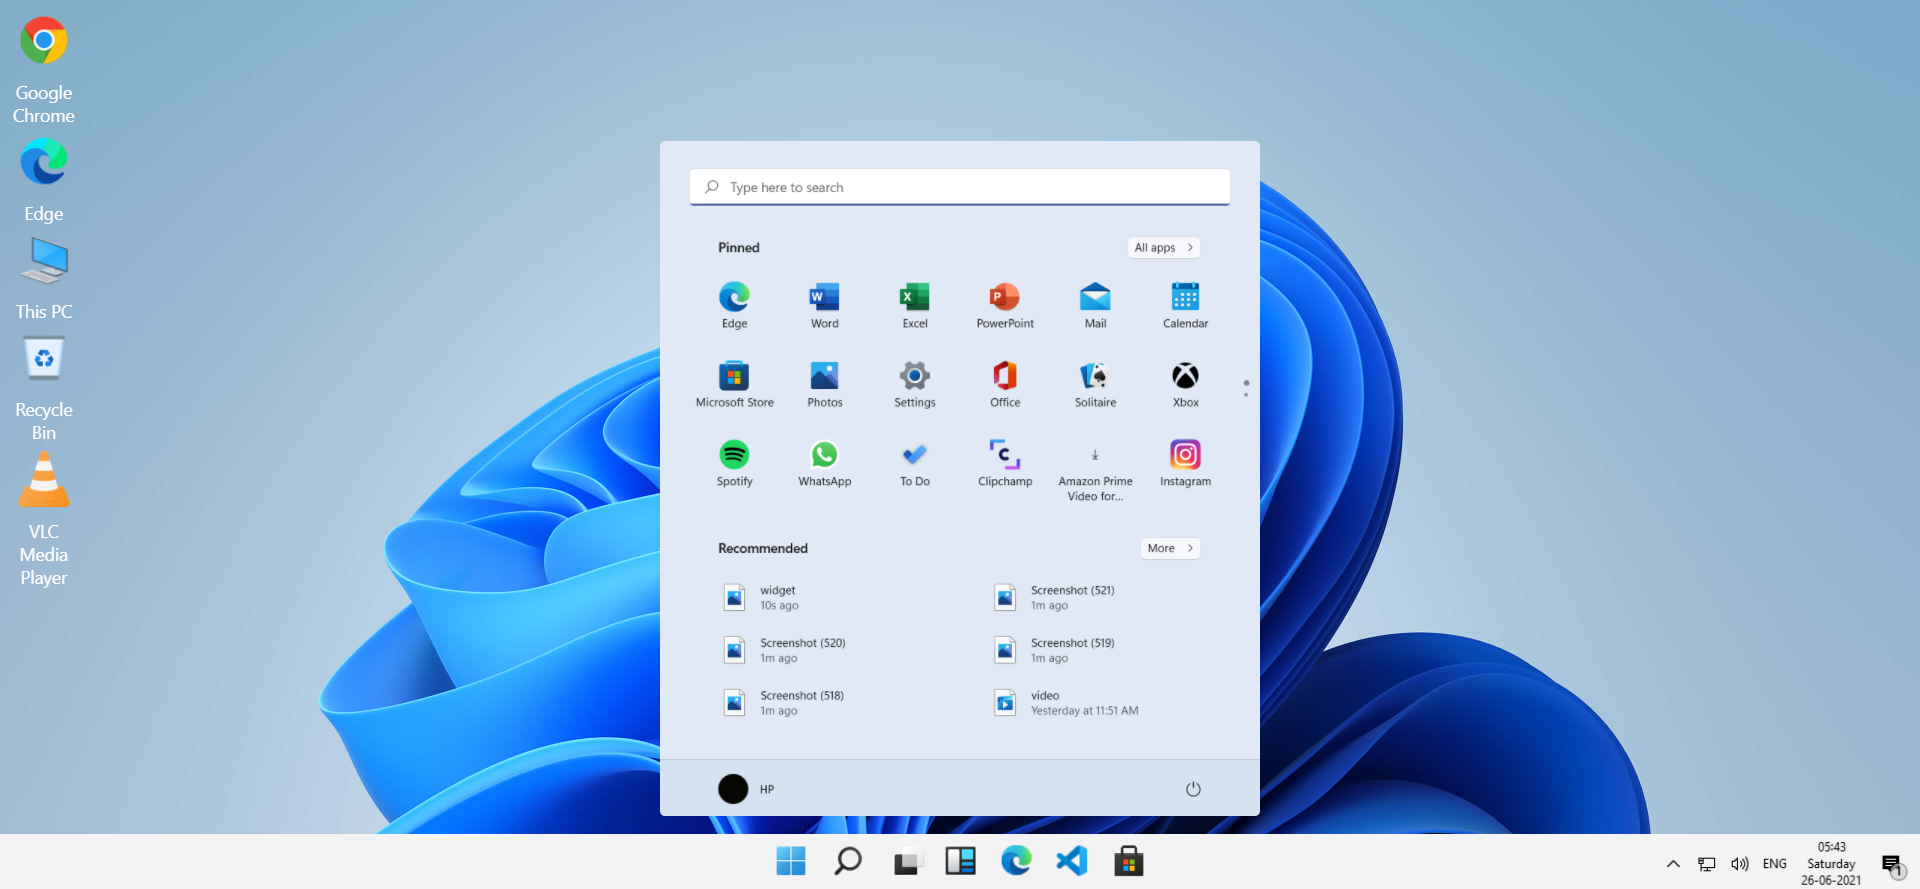 Google
Chrome
Edge
This PC
Recycle
Bin
VLC
Media
Player
Type here to search
Pinned
All apps
Edge
Word
Excel
PowerPoint
Mail
Calendar
Microsoft Store
Photos
Settings
Office
Solitaire
Xbox
Spotify
WhatsApp
To Do
Clipchamp
Amazon Prime
Video for...
Instagram
Recommended
More
widget
10s ago
Screenshot (521)
1m ago
Screenshot (520)
1m ago
Screenshot (519)
1m ago
Screenshot (518)
1m ago
video
Yesterday at 11:51 AM
HP
ENG
05:43
Saturday
26-06-2021
1